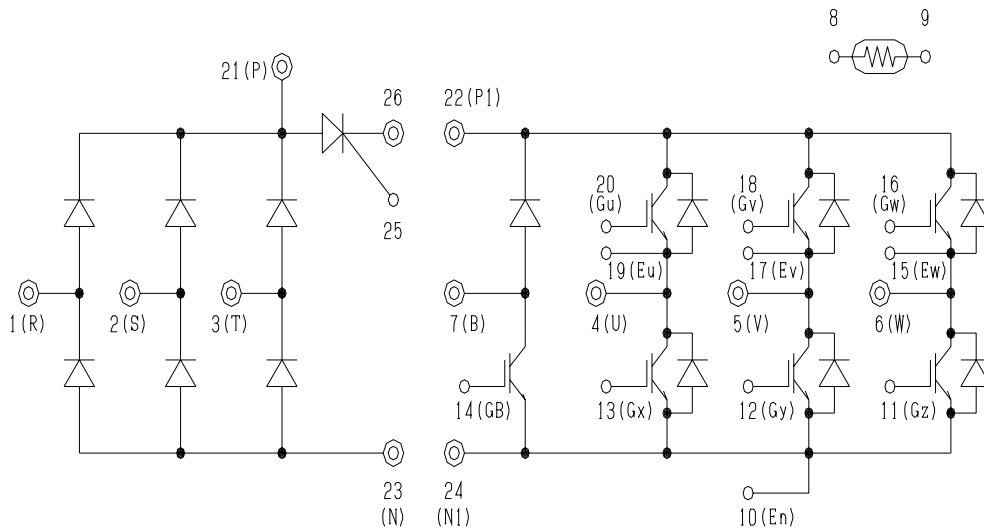 8
9
21(P)
26
22(P1)
25
20
(Gu)
18
(Gv)
16
(Gw)
19(Eu)
17(Ev)
15(Ew)
1(R)
2(S)
3(T)
7(B)
4(U)
5(V)
6(W)
14(GB)
13(Gx)
12(Gy)
11(Gz)
23
(N)
24
(N1)
10(En)